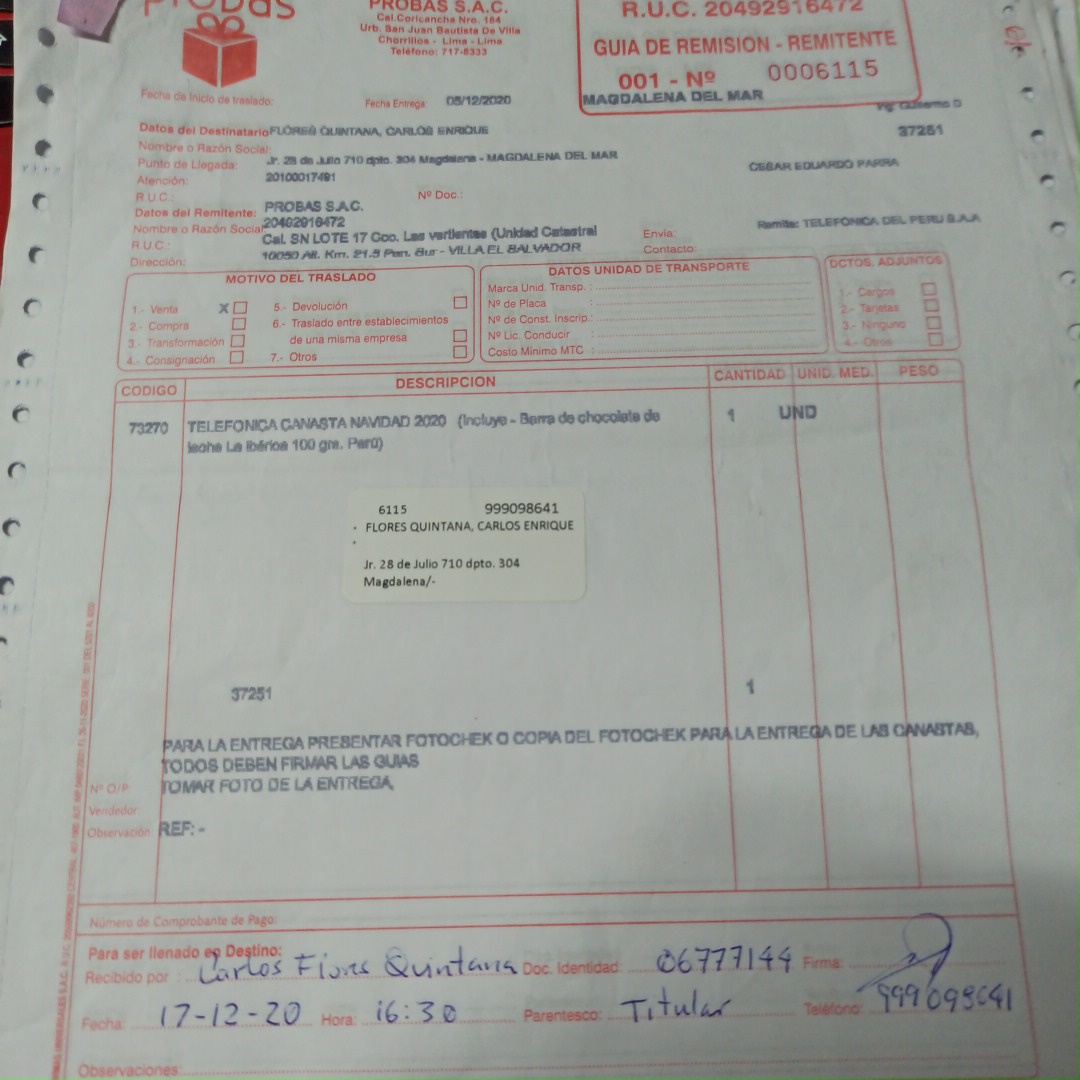 PROBAS
PROBAS S.A.C.
Cal.Coricancha Nro. 184
Urb. San Juan Bautista De Villa
Chorrillos - Lima - Lima
Teléfono: 717-8333
R.U.C. 20492916472
GUIA DE REMISION - REMITENTE
001 - Nº 0006115
MAGDALENA DEL MAR
Fecha de Inicio de traslado:
Fecha Entrega: 05/12/2020
Ing. Guillermo D
37251
Datos del Destinatario FLORES QUINTANA, CARLOS ENRIQUE
Nombre o Razón Social:
Punto de Llegada: Jr. 28 de Julio 710 dpto. 304 Magdalena - MAGDALENA DEL MAR
CESAR EDUARDO PARRA
Atención: 20100017491
R.U.C.:
Nº Doc.:
Datos del Remitente: PROBAS S.A.C.
Nombre o Razón Social 20492916472
Remite: TELEFONICA DEL PERU S.A.A
R.U.C.: Cal. SN LOTE 17 Coo. Las vertientes (Unidad Catastral
Envia:
Dirección: 10050 Alt. Km. 21.5 Pan. Sur - VILLA EL SALVADOR
Contacto:
MOTIVO DEL TRASLADO
1.- Venta X
2.- Compra
3.- Transformación
4.- Consignación
5.- Devolución
6.- Traslado entre establecimientos
de una misma empresa
7.- Otros
DATOS UNIDAD DE TRANSPORTE
Marca Unid. Transp. :
Nº de Placa :
Nº de Const. Inscrip.:
Nº Lic. Conducir :
Costo Mínimo MTC :
DCTOS. ADJUNTOS
1.- Cargos
2.- Tarjetas
3.- Ninguno
4.- Otros
CODIGO DESCRIPCION CANTIDAD UNID. MED. PESO
73270 TELEFONICA CANASTA NAVIDAD 2020 (Incluye - Barra de chocolate de 1 UND
leche La Ibérica 100 grs. Perú)
6115 999098641
FLORES QUINTANA, CARLOS ENRIQUE
Jr. 28 de Julio 710 dpto. 304
Magdalena/-
37251 1
PARA LA ENTREGA PRESENTAR FOTOCHEK O COPIA DEL FOTOCHEK PARA LA ENTREGA DE LAS CANASTAS,
TODOS DEBEN FIRMAR LAS GUIAS
Nº O/P: TOMAR FOTO DE LA ENTREGA,
Vendedor:
Observación: REF: -
Número de Comprobante de Pago:
Para ser llenado en Destino:
Recibido por : Carlos Flores Quintana Doc. Identidad: 06777144 Firma:
Fecha: 17-12-20 Hora: 16:30 Parentesco: Titular Teléfono: 999098641
Observaciones: